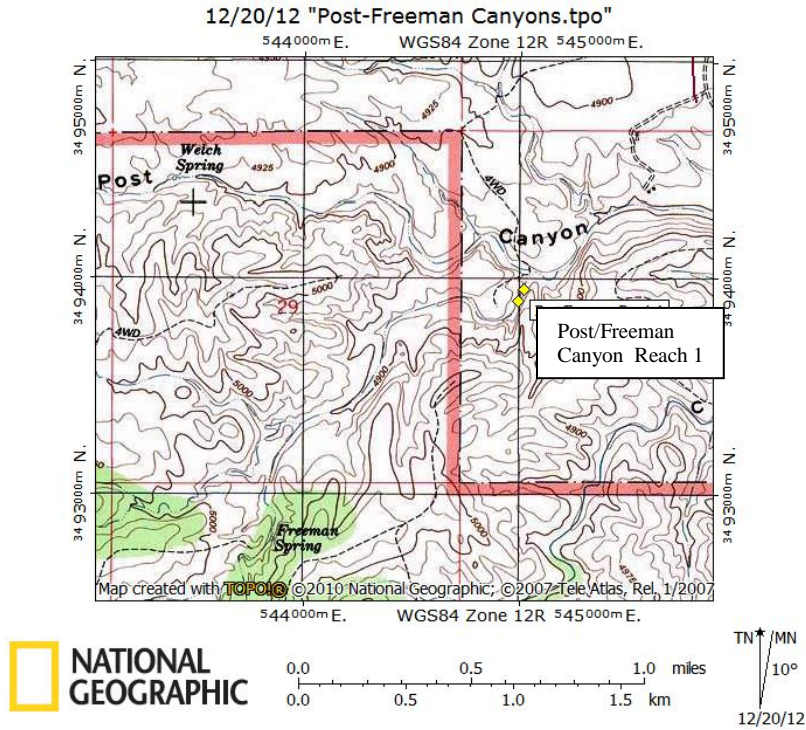 12/20/12 "Post-Freeman Canyons.tpo"
544000m E. WGS84 Zone 12R 545000m E.
3495000m N.
3495000m N.
4925
4900
Welch
Spring
4925
4900
Post
4WD
Canyon
3494000m N.
3494000m N.
5000
29
4WD
Post/Freeman
Canyon Reach 1
5000
4900
C
4900
3493000m N.
3493000m N.
5000
Freeman
Spring
5000
4975
Map created with TOPO!® ©2010 National Geographic; ©2007 Tele Atlas, Rel. 1/2007
544000m E. WGS84 Zone 12R 545000m E.
NATIONAL
GEOGRAPHIC
0.0 0.5 1.0 miles
0.0 0.5 1.0 1.5 km
TN MN
10°
12/20/12